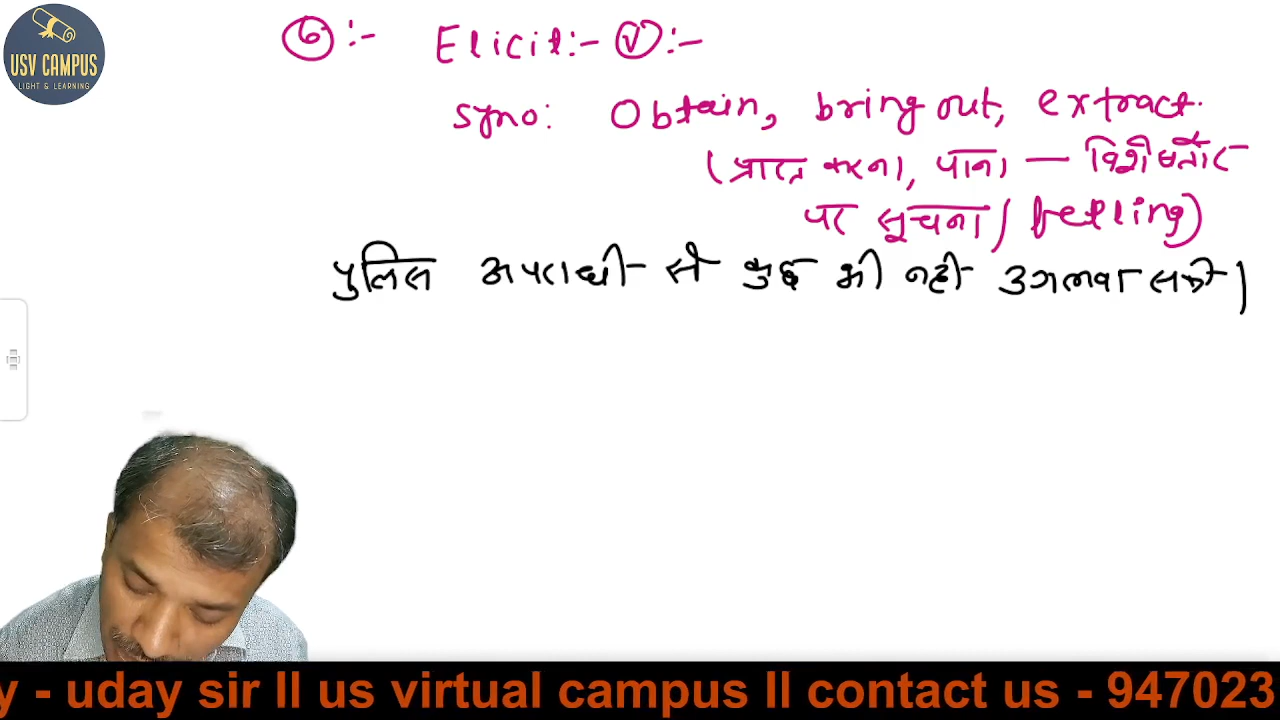 USV CAMPUS
LIGHT & LEARNING
6 :- Elicit :- (V) :-
Syno: Obtain, bring out, extract.
(प्राप्त करना, पाना — विशेषतौर
पर सूचना / feeling)
पुलिस अपराधी से कुछ भी नहीं उगलवा सकी।
y - uday sir ll us virtual campus ll contact us - 947023